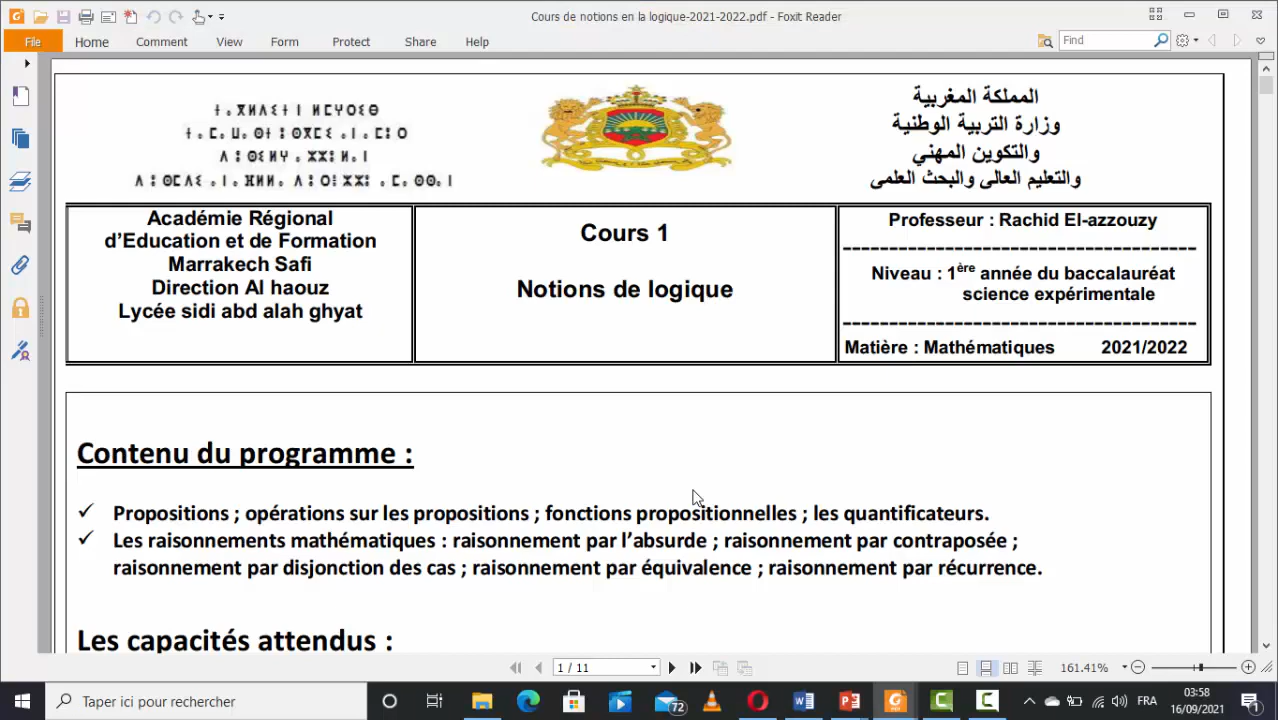 Cours de notions en la logique-2021-2022.pdf - Foxit Reader
File Home Comment View Form Protect Share Help
Find
المملكة المغربية
وزارة التربية الوطنية
والتكوين المهني
والتعليم العالي والبحث العلمي
Académie Régional
d’Education et de Formation
Marrakech Safi
Direction Al haouz
Lycée sidi abd alah ghyat
Cours 1
Notions de logique
Professeur : Rachid El-azzouzy
Niveau : 1ère année du baccalauréat
science expérimentale
Matière : Mathématiques 2021/2022
Contenu du programme :
✓ Propositions ; opérations sur les propositions ; fonctions propositionnelles ; les quantificateurs.
✓ Les raisonnements mathématiques : raisonnement par l’absurde ; raisonnement par contraposée ;
raisonnement par disjonction des cas ; raisonnement par équivalence ; raisonnement par récurrence.
Les capacités attendus :
1 / 11
161.41%
Taper ici pour rechercher
72
FRA
03:58
16/09/2021
1